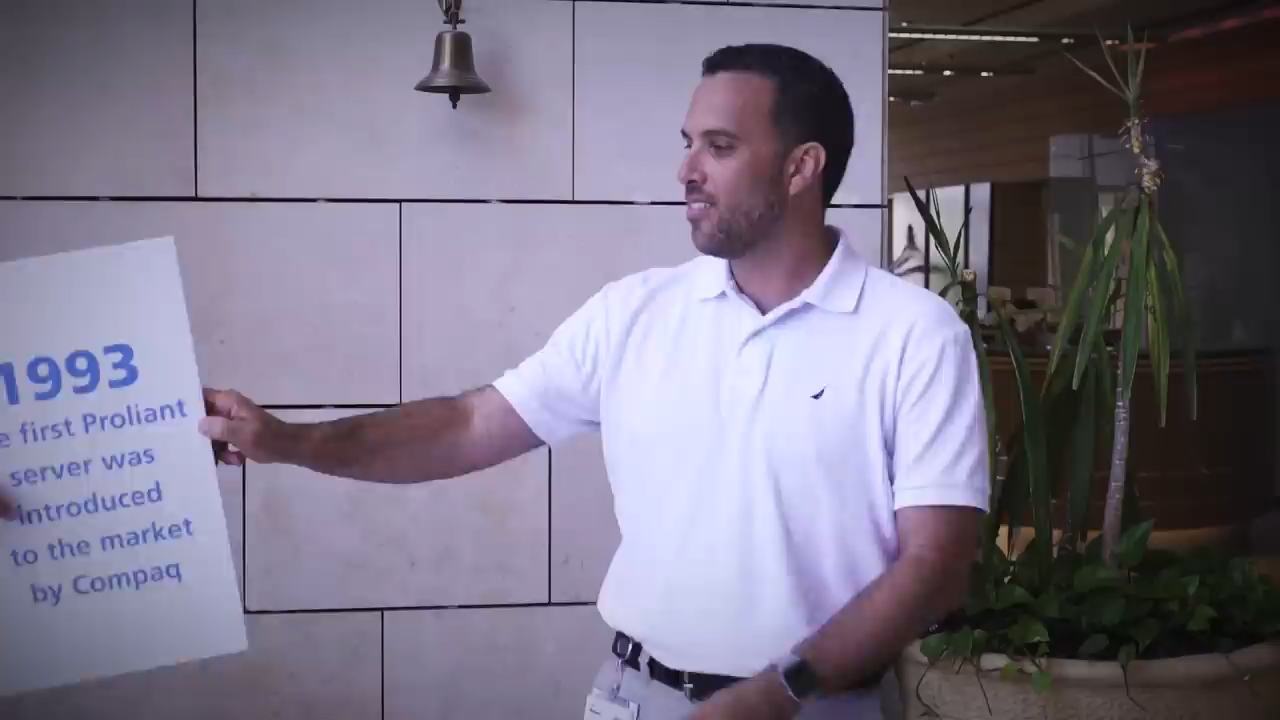 1993
e first Proliant
server was
introduced
to the market
by Compaq